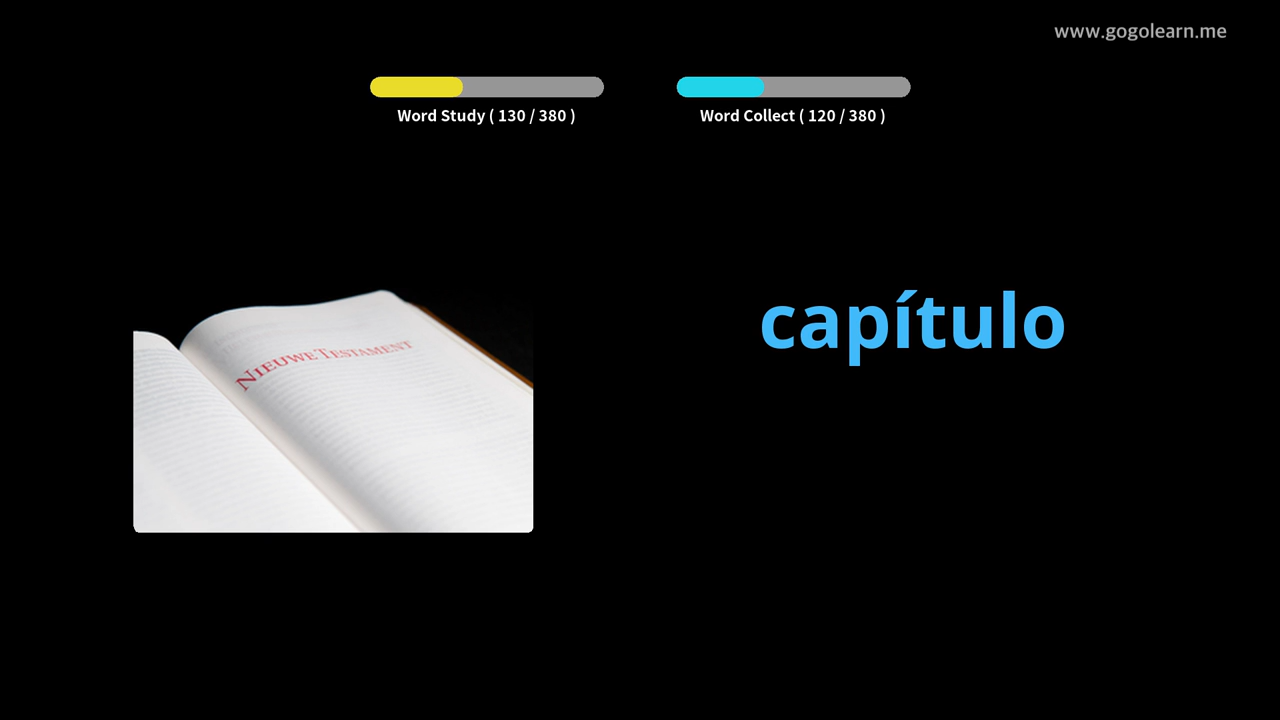 www.gogolearn.me
Word Study ( 130 / 380 )
Word Collect ( 120 / 380 )
capítulo
NIEUWE TESTAMENT